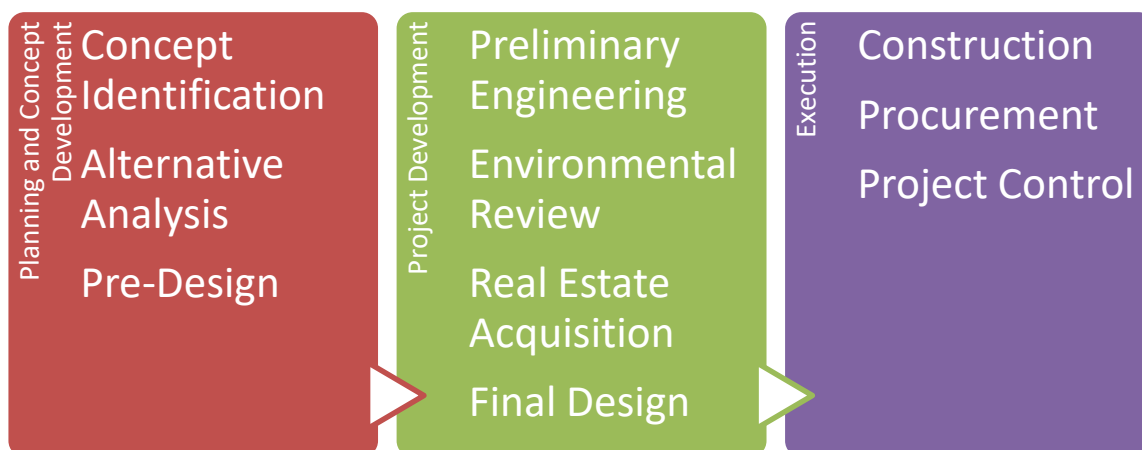 Planning and Concept
Development
Concept
Identification
Alternative
Analysis
Pre-Design
Project Development
Preliminary
Engineering
Environmental
Review
Real Estate
Acquisition
Final Design
Execution
Construction
Procurement
Project Control